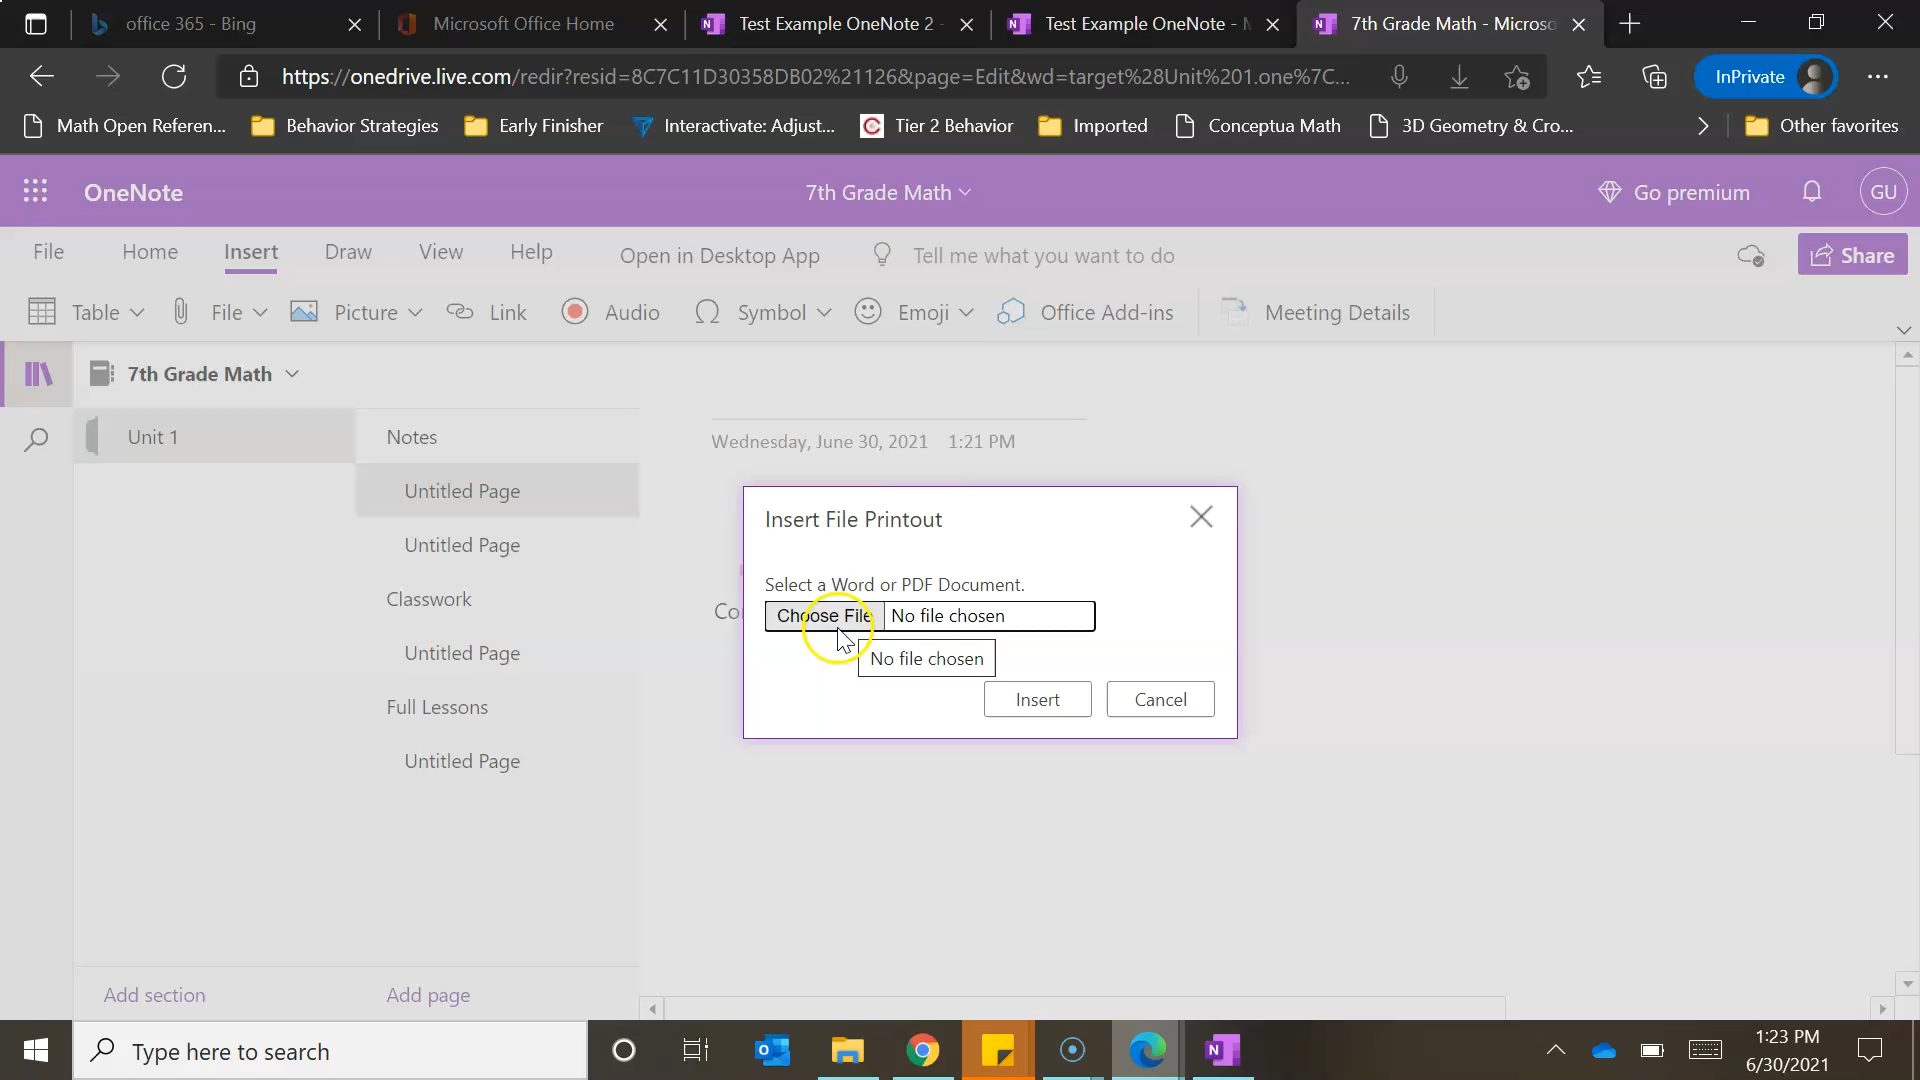 office 365 - Bing
Microsoft Office Home
Test Example OneNote 2 -
Test Example OneNote -
7th Grade Math - Microso
https://onedrive.live.com/redir?resid=8C7C11D30358DB02%21126&page=Edit&wd=target%28Unit%201.one%7C...
InPrivate
Math Open Referen...
Behavior Strategies
Early Finisher
Interactivate: Adjust...
Tier 2 Behavior
Imported
Conceptua Math
3D Geometry & Cro...
Other favorites
OneNote
7th Grade Math
Go premium
GU
File
Home
Insert
Draw
View
Help
Open in Desktop App
Tell me what you want to do
Share
Table
File
Picture
Link
Audio
Symbol
Emoji
Office Add-ins
Meeting Details
7th Grade Math
Unit 1
Notes
Untitled Page
Untitled Page
Classwork
Untitled Page
Full Lessons
Untitled Page
Add section
Add page
Wednesday, June 30, 2021 1:21 PM
Insert File Printout
Select a Word or PDF Document.
Choose File No file chosen
No file chosen
Insert
Cancel
Type here to search
1:23 PM
6/30/2021